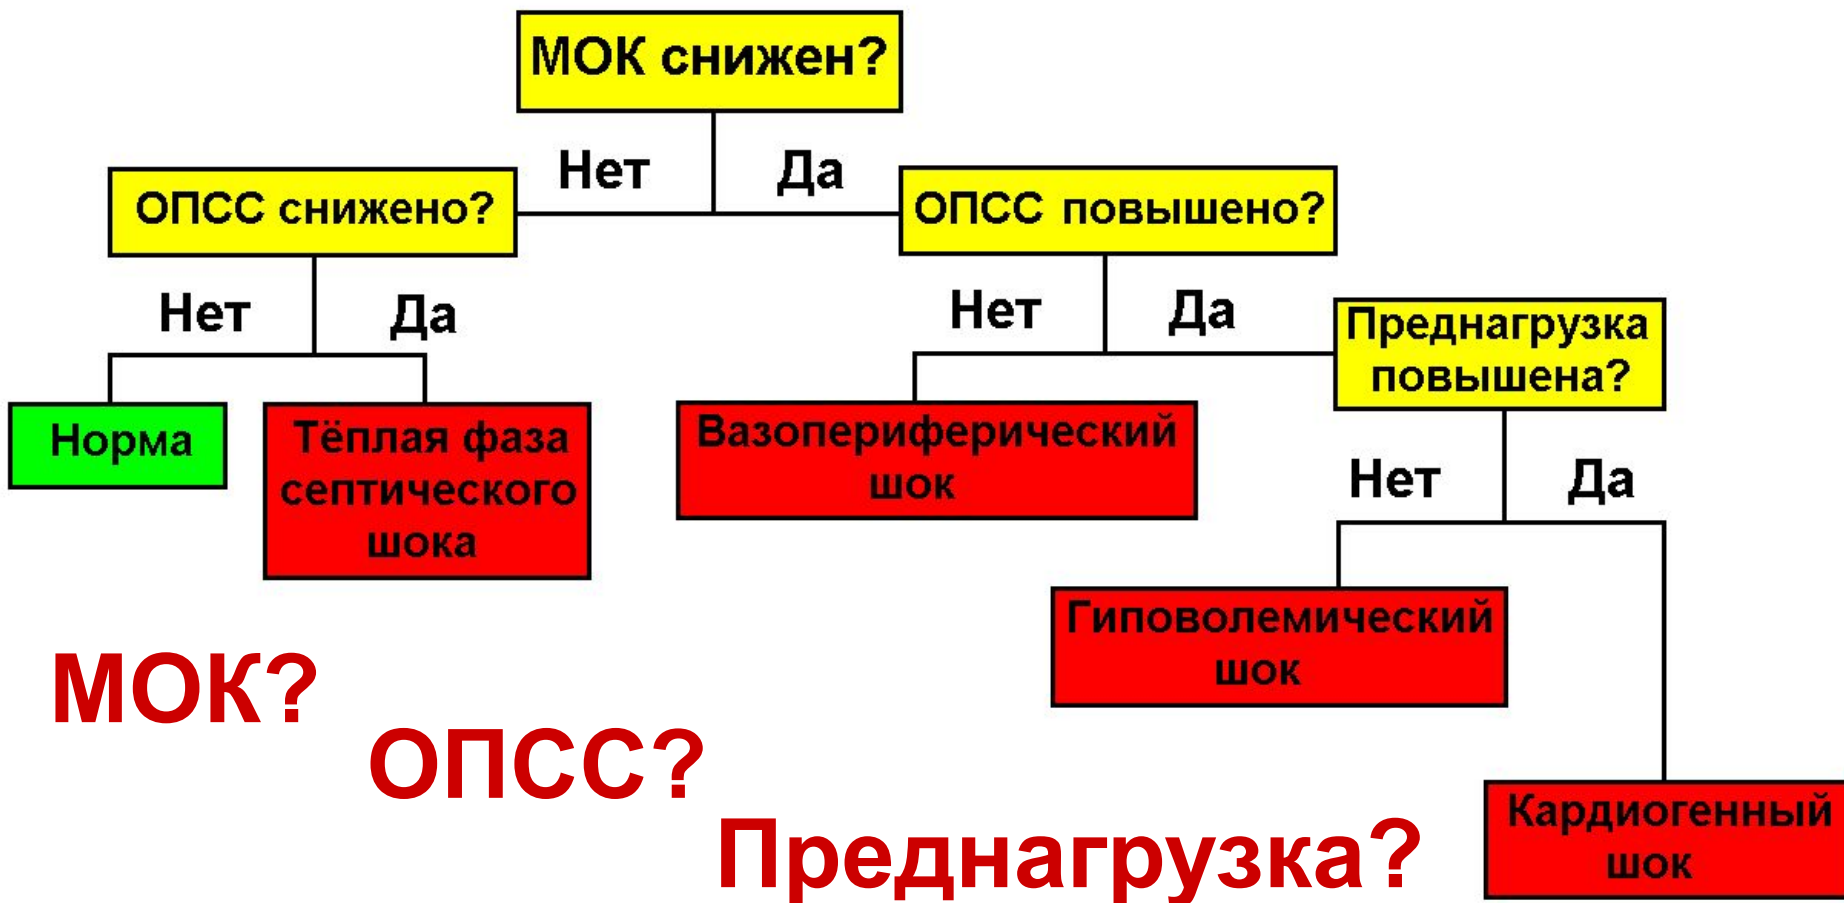 МОК снижен?
Нет
Да
ОПСС снижено?
ОПСС повышено?
Нет
Да
Нет
Да
Преднагрузка
повышена?
Норма
Тёплая фаза
септического
шока
Вазопериферический
шок
Нет
Да
Гиповолемический
шок
МОК?
ОПСС?
Преднагрузка?
Кардиогенный
шок